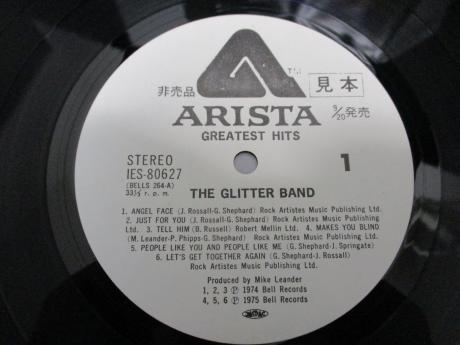 TM
非売品
見本
ARISTA
9/20発売
GREATEST HITS
STEREO
IES-80627
(BELLS 264-A)
33⅓ r. p. m.
1
THE GLITTER BAND
1. ANGEL FACE (J. Rossall-G. Shephard) Rock Artistes Music Publishing Ltd.
2. JUST FOR YOU (J. Rossall-G. Shephard) Rock Artistes Music Publishing
Ltd. 3. TELL HIM (B. Russell) Robert Mellin Ltd. 4. MAKES YOU BLIND
(M. Leander-P. Phipps-G. Shephard) Rock Artistes Music Publishing Ltd.
5. PEOPLE LIKE YOU AND PEOPLE LIKE ME (G. Shephard-J. Springate)
6. LET'S GET TOGETHER AGAIN (G. Shephard-J. Rossall)
Rock Artistes Music Publishing Ltd.
Produced by Mike Leander
1, 2, 3 Ⓟ 1974 Bell Records
4, 5, 6 Ⓟ 1975 Bell Records